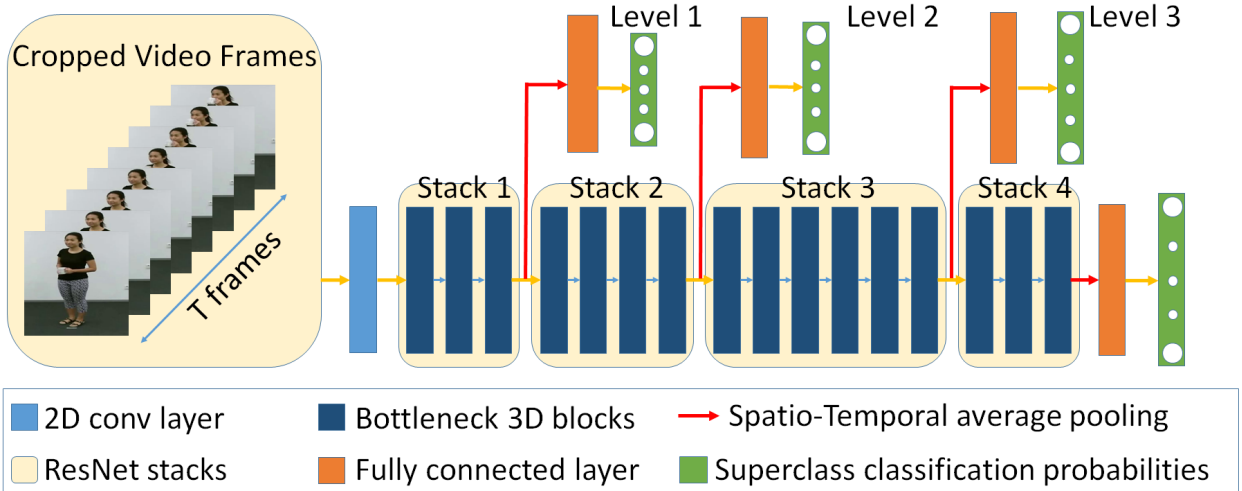 Cropped Video Frames
T frames
Level 1
Level 2
Level 3
Stack 1
Stack 2
Stack 3
Stack 4
2D conv layer
Bottleneck 3D blocks
Spatio-Temporal average pooling
ResNet stacks
Fully connected layer
Superclass classification probabilities